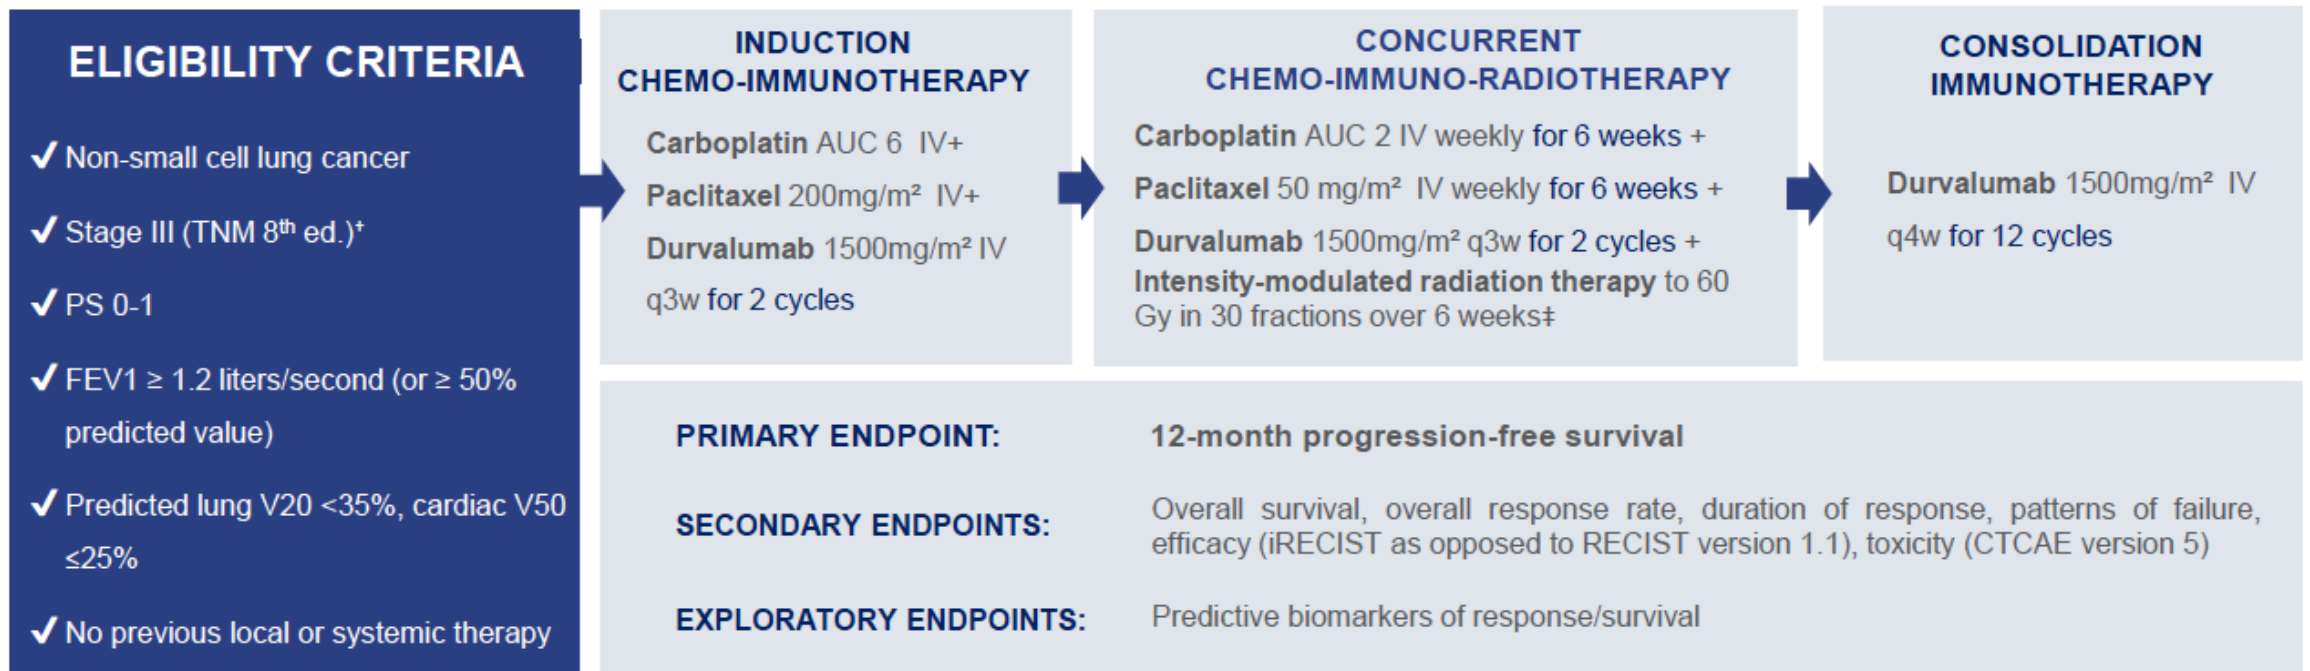 ELIGIBILITY CRITERIA
✓ Non-small cell lung cancer
✓ Stage III (TNM 8th ed.)⁺
✓ PS 0-1
✓ FEV1 ≥ 1.2 liters/second (or ≥ 50%
predicted value)
✓ Predicted lung V20 <35%, cardiac V50
≤25%
✓ No previous local or systemic therapy
INDUCTION
CHEMO-IMMUNOTHERAPY
Carboplatin AUC 6 IV+
Paclitaxel 200mg/m² IV+
Durvalumab 1500mg/m² IV
q3w for 2 cycles
CONCURRENT
CHEMO-IMMUNO-RADIOTHERAPY
Carboplatin AUC 2 IV weekly for 6 weeks +
Paclitaxel 50 mg/m² IV weekly for 6 weeks +
Durvalumab 1500mg/m² q3w for 2 cycles +
Intensity-modulated radiation therapy to 60
Gy in 30 fractions over 6 weeks‡
CONSOLIDATION
IMMUNOTHERAPY
Durvalumab 1500mg/m² IV
q4w for 12 cycles
PRIMARY ENDPOINT: 12-month progression-free survival
SECONDARY ENDPOINTS: Overall survival, overall response rate, duration of response, patterns of failure,
efficacy (iRECIST as opposed to RECIST version 1.1), toxicity (CTCAE version 5)
EXPLORATORY ENDPOINTS: Predictive biomarkers of response/survival